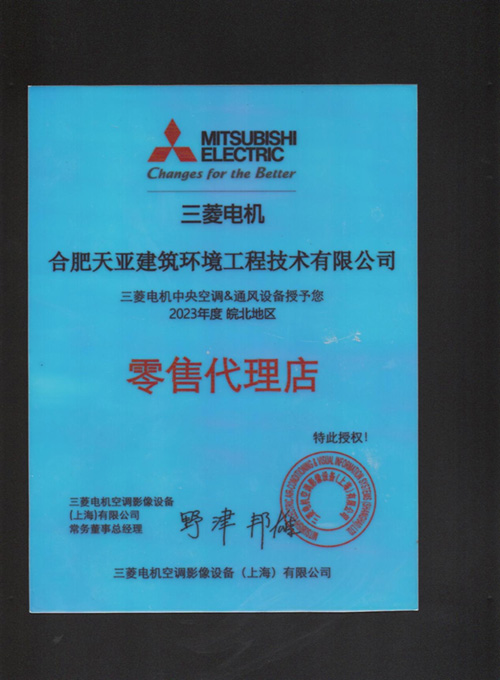 MITSUBISHI
ELECTRIC
Changes for the Better
三菱电机
合肥天亚建筑环境工程技术有限公司
三菱电机中央空调&通风设备授予您
2023年度 皖北地区
零售代理店
特此授权!
三菱电机空调影像设备
(上海)有限公司
常务董事总经理
野津 邦雄
三菱电机空调影像设备（上海）有限公司